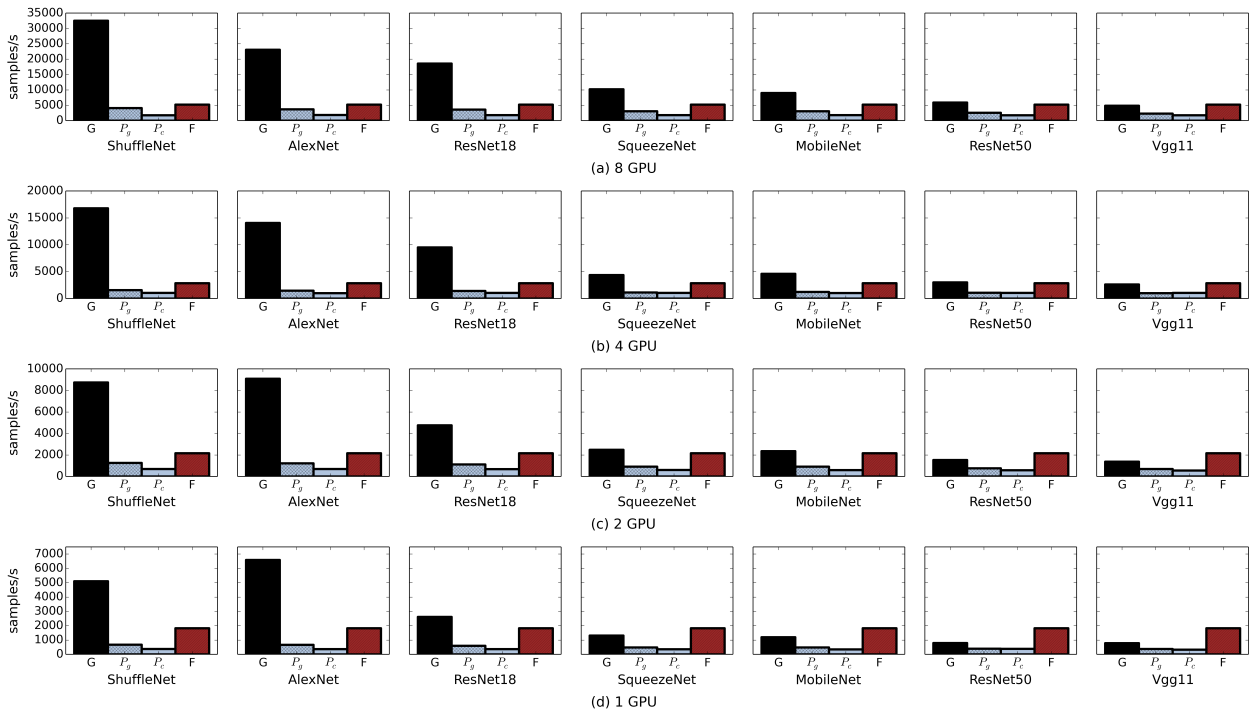 samples/s
35000
30000
25000
20000
15000
10000
5000
0
G P_g P_c F G P_g P_c F G P_g P_c F G P_g P_c F G P_g P_c F G P_g P_c F G P_g P_c F
ShuffleNet AlexNet ResNet18 SqueezeNet MobileNet ResNet50 Vgg11
(a) 8 GPU
samples/s
20000
15000
10000
5000
0
G P_g P_c F G P_g P_c F G P_g P_c F G P_g P_c F G P_g P_c F G P_g P_c F G P_g P_c F
ShuffleNet AlexNet ResNet18 SqueezeNet MobileNet ResNet50 Vgg11
(b) 4 GPU
samples/s
10000
8000
6000
4000
2000
0
G P_g P_c F G P_g P_c F G P_g P_c F G P_g P_c F G P_g P_c F G P_g P_c F G P_g P_c F
ShuffleNet AlexNet ResNet18 SqueezeNet MobileNet ResNet50 Vgg11
(c) 2 GPU
samples/s
7000
6000
5000
4000
3000
2000
1000
0
G P_g P_c F G P_g P_c F G P_g P_c F G P_g P_c F G P_g P_c F G P_g P_c F G P_g P_c F
ShuffleNet AlexNet ResNet18 SqueezeNet MobileNet ResNet50 Vgg11
(d) 1 GPU